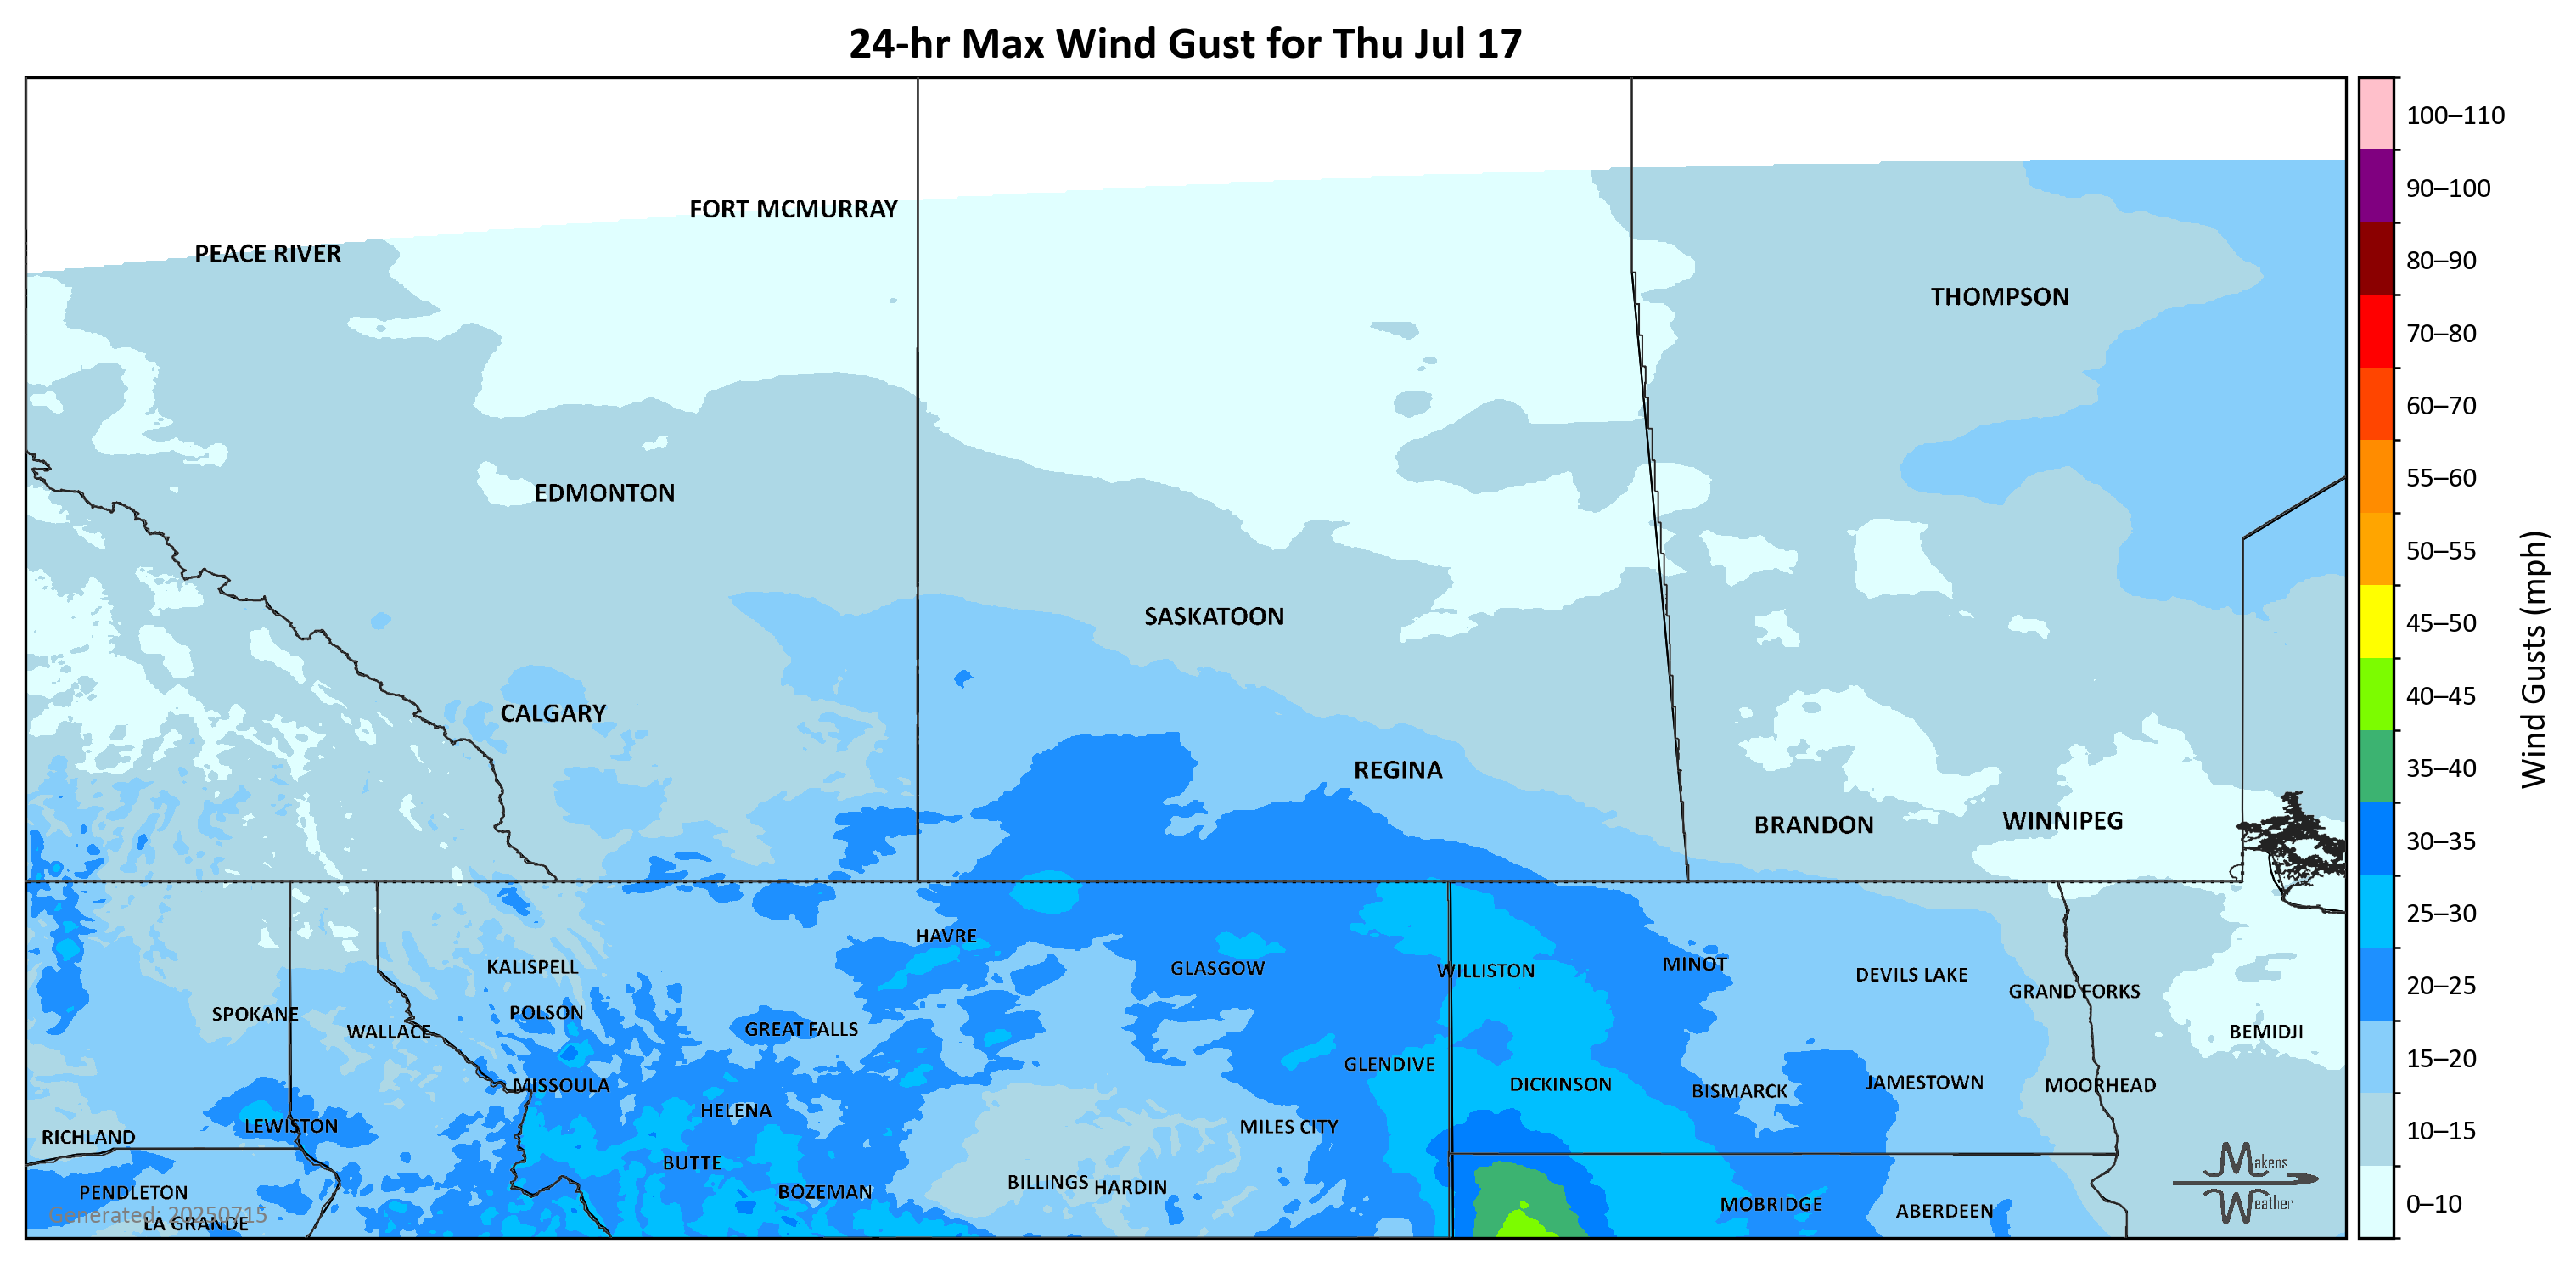 24-hr Max Wind Gust for Thu Jul 17
100–110
90–100
80–90
70–80
60–70
55–60
50–55
45–50
40–45
35–40
30–35
25–30
20–25
15–20
10–15
0–10
Wind Gusts (mph)
FORT MCMURRAY
PEACE RIVER
THOMPSON
EDMONTON
SASKATOON
CALGARY
REGINA
BRANDON
WINNIPEG
HAVRE
KALISPELL
GLASGOW
WILLISTON
MINOT
DEVILS LAKE
GRAND FORKS
SPOKANE
POLSON
WALLACE
GREAT FALLS
BEMIDJI
GLENDIVE
MISSOULA
DICKINSON
BISMARCK
JAMESTOWN
MOORHEAD
HELENA
LEWISTON
MILES CITY
RICHLAND
BUTTE
BILLINGS
HARDIN
PENDLETON
BOZEMAN
MOBRIDGE
ABERDEEN
Generated: 20250715
LA GRANDE
Makens
Weather